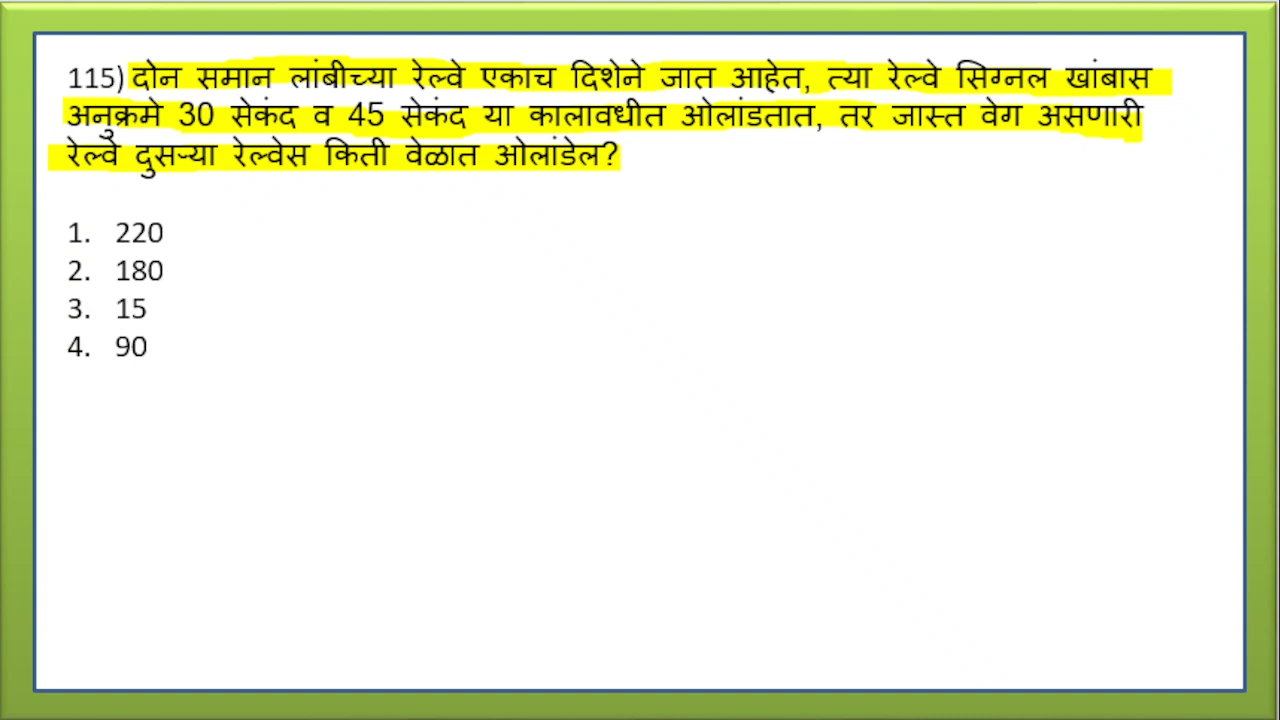 115) दोन समान लांबीच्या रेल्वे एकाच दिशेने जात आहेत, त्या रेल्वे सिग्नल खांबास
अनुक्रमे 30 सेकंद व 45 सेकंद या कालावधीत ओलांडतात, तर जास्त वेग असणारी
रेल्वे दुसऱ्या रेल्वेस किती वेळात ओलांडेल?
1. 220
2. 180
3. 15
4. 90